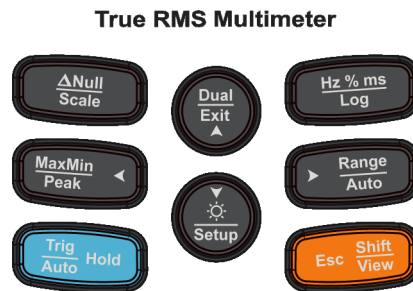 True RMS Multimeter
ΔNull
Scale
Dual
Exit
Hz % ms
Log
MaxMin
Peak
Range
Auto
Setup
Trig
Auto Hold
Esc Shift
View